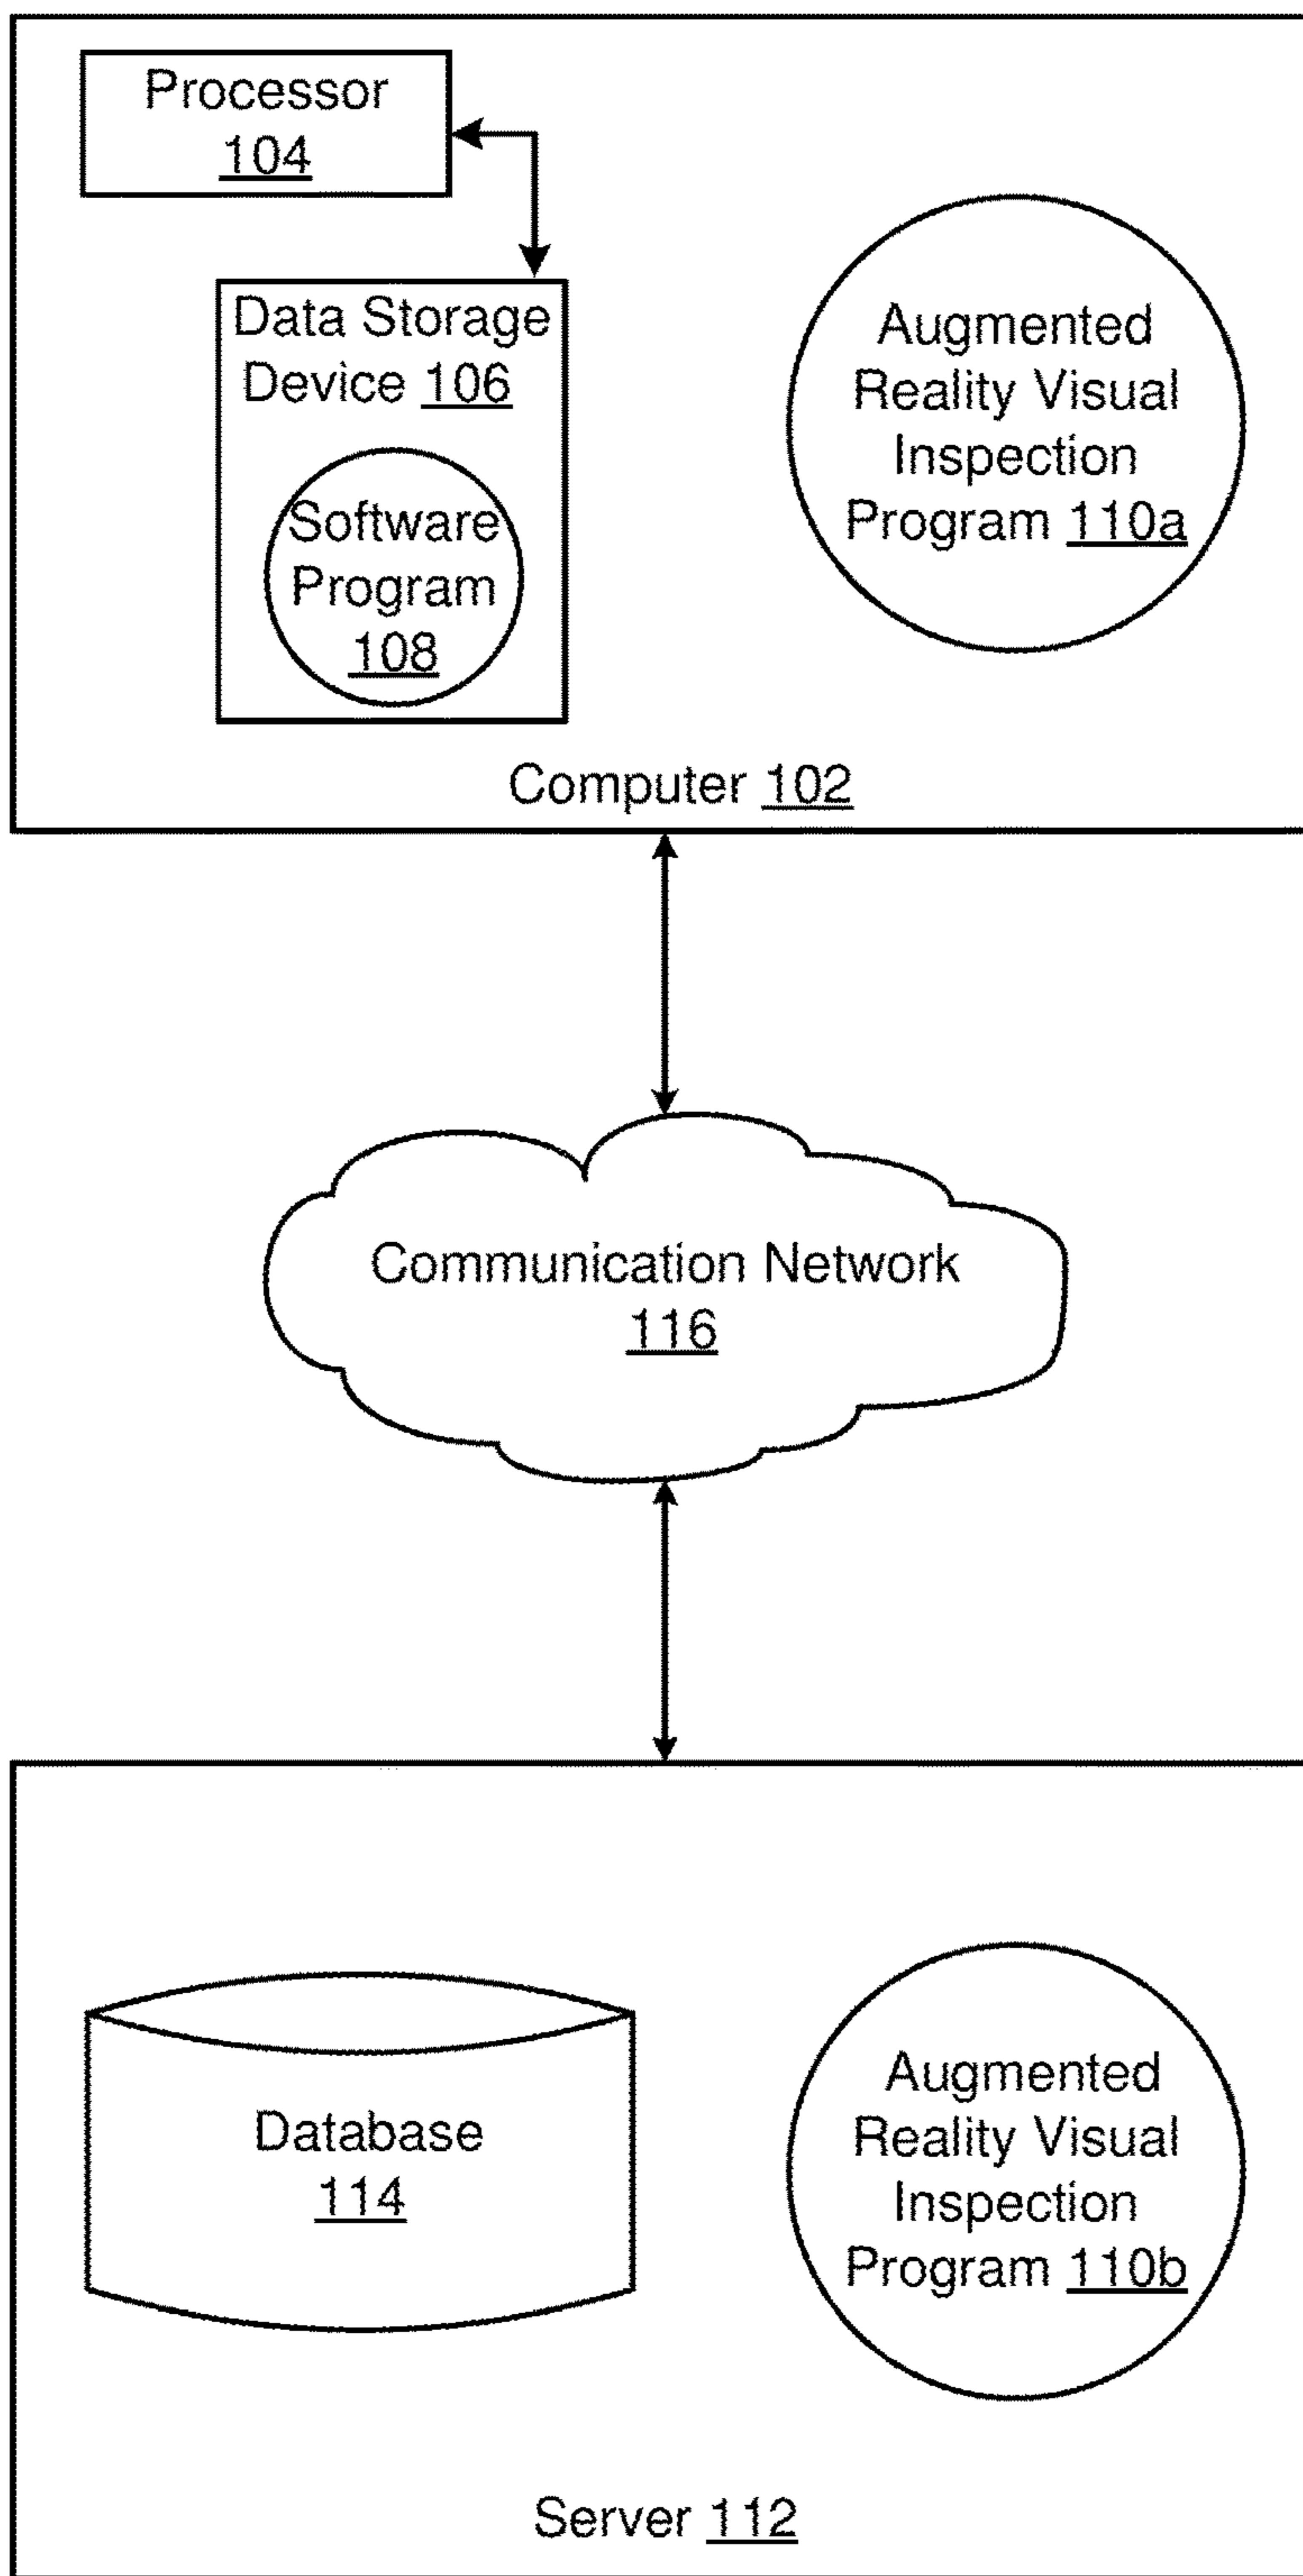 Processor
104
Data Storage
Device 106
Software
Program
108
Augmented
Reality Visual
Inspection
Program 110a
Computer 102
Communication Network
116
Database
114
Augmented
Reality Visual
Inspection
Program 110b
Server 112